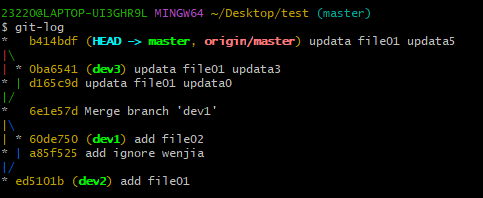 23220@LAPTOP-UI3GHR9L MINGW64 ~/Desktop/test (master)
$ git-log
*   b414bdf (HEAD -> master, origin/master) updata file01 updata5
|\
| * 0ba6541 (dev3) updata file01 updata3
* | d165c9d updata file01 updata0
|/
*   6e1e57d Merge branch 'dev1'
|\
| * 60de750 (dev1) add file02
* | a85f525 add ignore wenjia
|/
* ed5101b (dev2) add file01